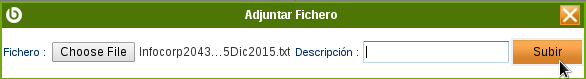 Adjuntar Fichero
Fichero : Choose File Infocorp2043...5Dic2015.txt Descripción : Subir